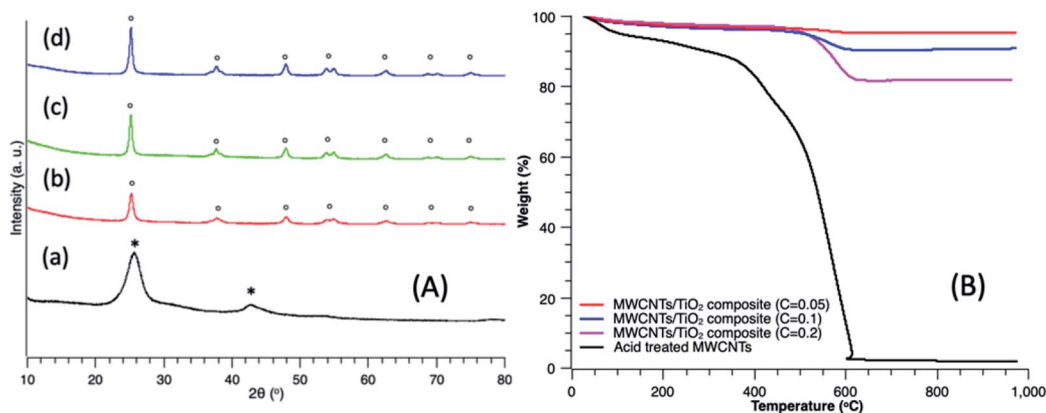 (d)
(c)
(b)
(a)
(A)
Intensity (a. u.)
10 20 30 40 50 60 70 80
2θ (°)
100
80
60
40
20
0
Weight (%)
(B)
MWCNTs/TiO₂ composite (C=0.05)
MWCNTs/TiO₂ composite (C=0.1)
MWCNTs/TiO₂ composite (C=0.2)
Acid treated MWCNTs
0 200 400 600 800 1,000
Temperature (°C)